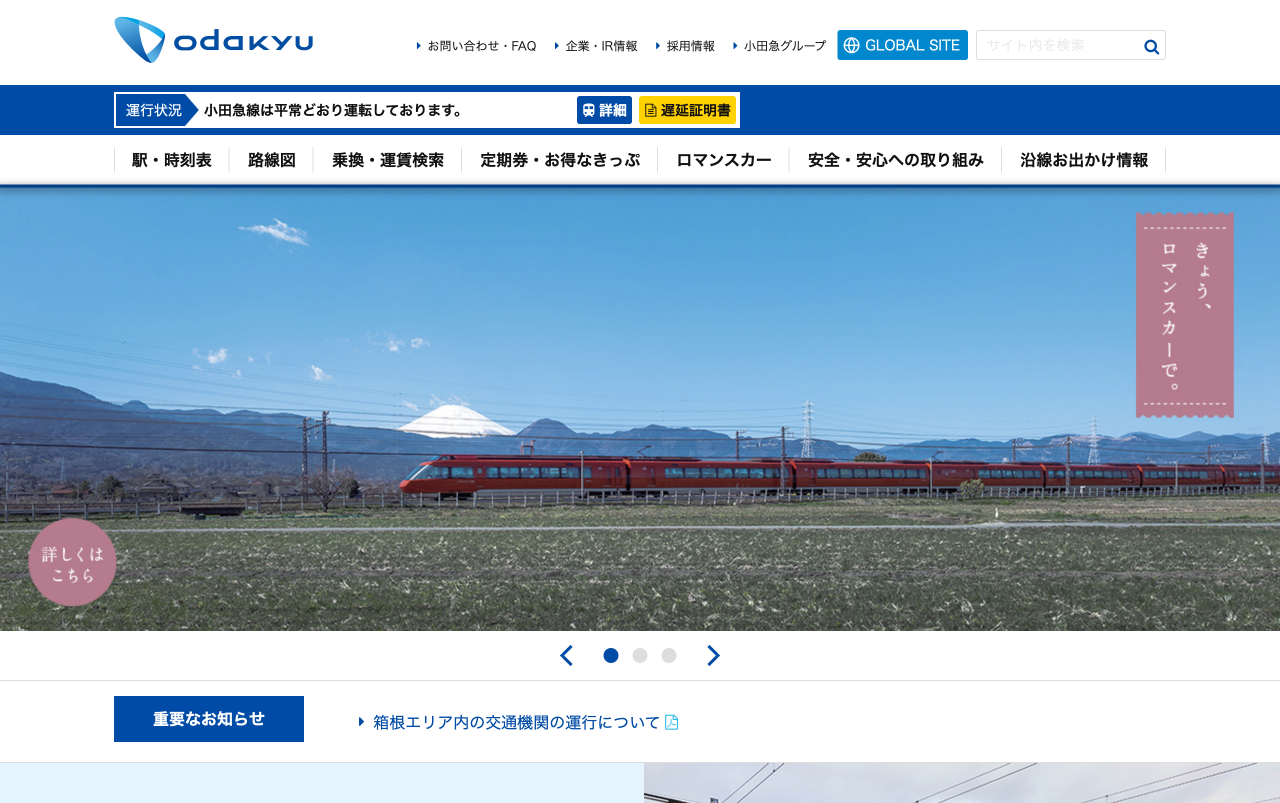 odakyu
お問い合わせ・FAQ
企業・IR情報
採用情報
小田急グループ
GLOBAL SITE
サイト内を検索
運行状況
小田急線は平常どおり運転しております。
詳細
遅延証明書
駅・時刻表
路線図
乗換・運賃検索
定期券・お得なきっぷ
ロマンスカー
安全・安心への取り組み
沿線お出かけ情報
きょう、
ロマンスカーで。
詳しくは
こちら
重要なお知らせ
箱根エリア内の交通機関の運行について